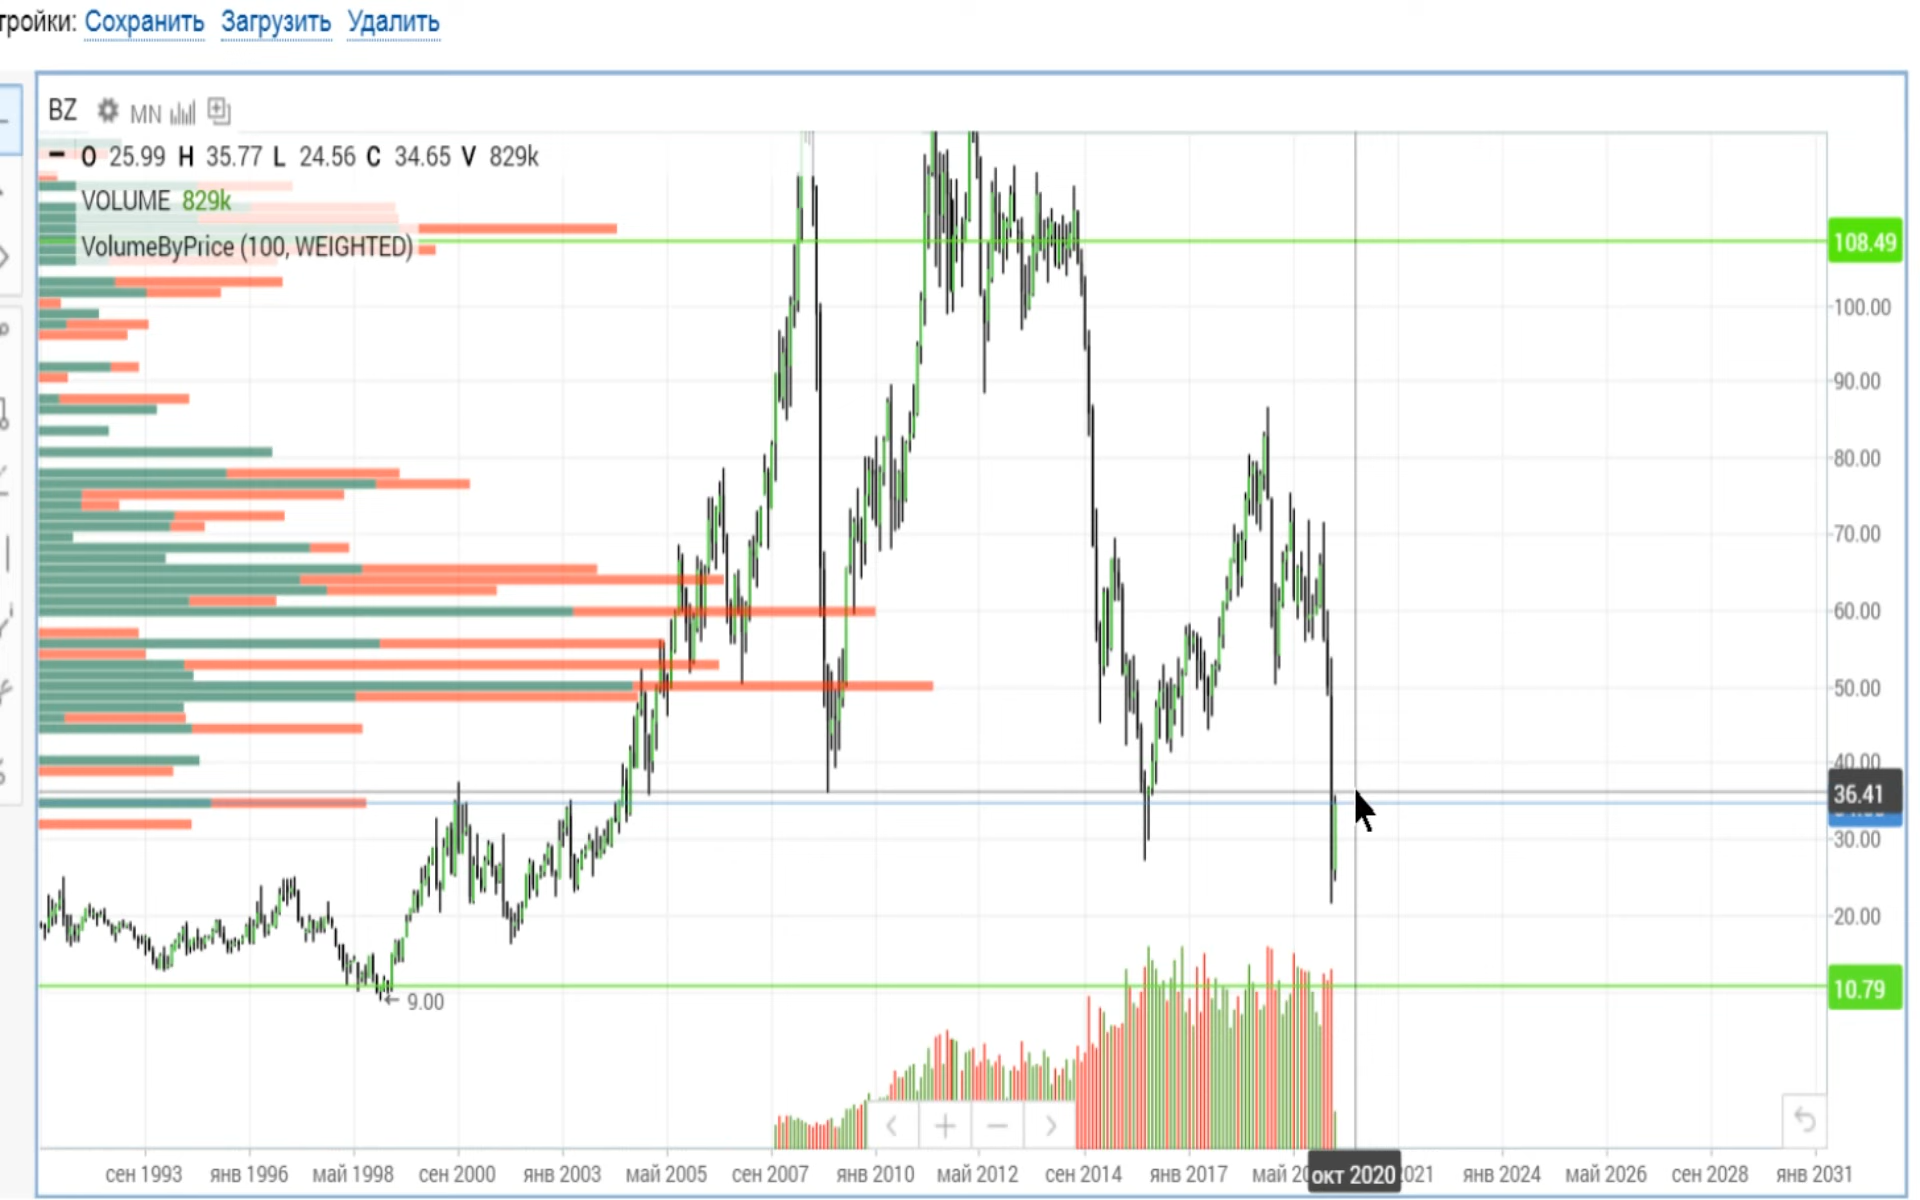 тройки: Сохранить Загрузить Удалить
BZ MN
O 25.99 H 35.77 L 24.56 C 34.65 V 829k
VOLUME 829k
VolumeByPrice (100, WEIGHTED)
108.49
100.00
90.00
80.00
70.00
60.00
50.00
40.00
36.41
30.00
20.00
10.79
9.00
сен 1993 янв 1996 май 1998 сен 2000 янв 2003 май 2005 сен 2007 янв 2010 май 2012 сен 2014 янв 2017 май 20 окт 2020 021 янв 2024 май 2026 сен 2028 янв 2031